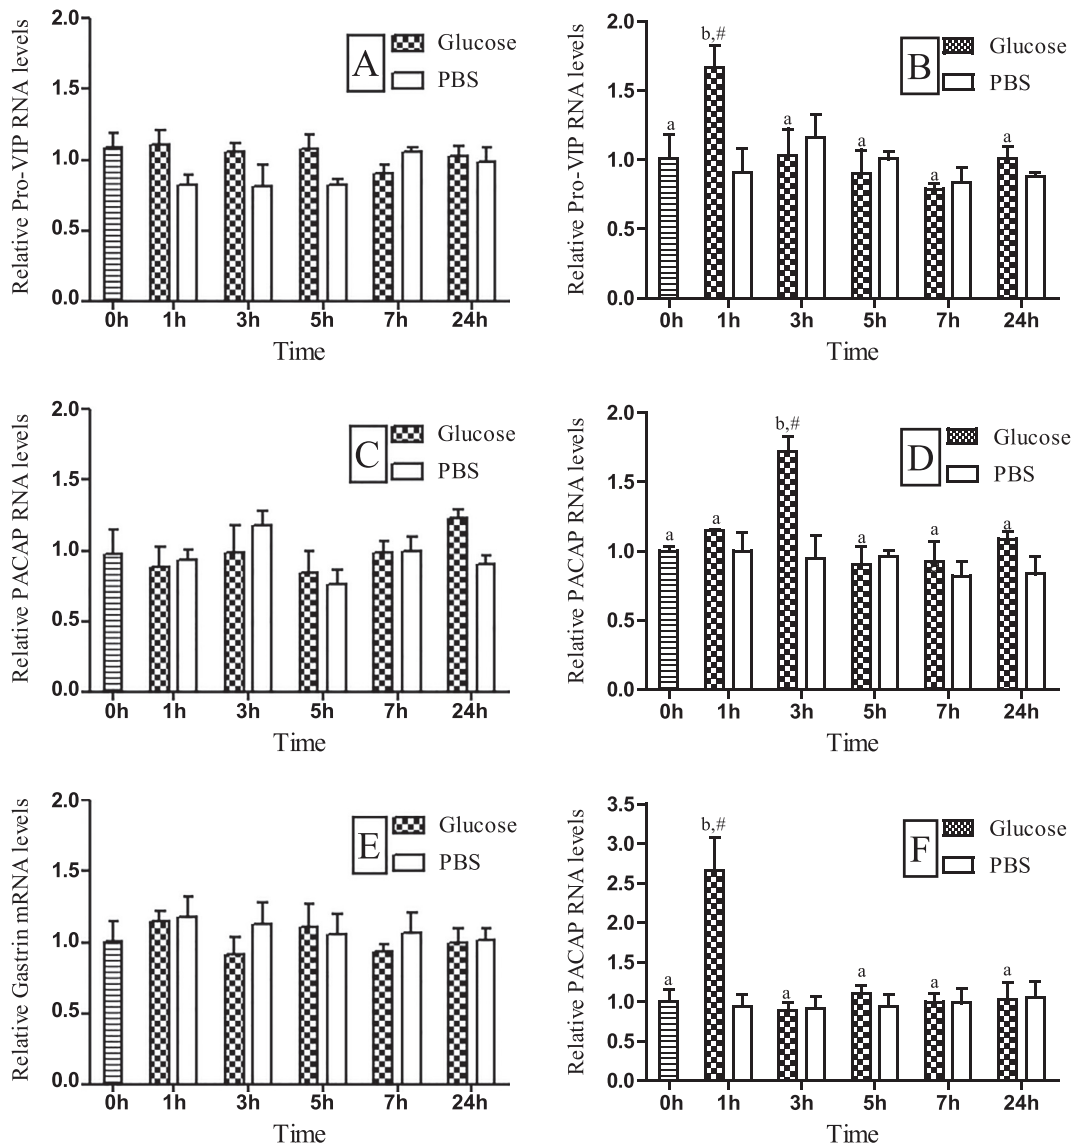 Relative Pro-VIP RNA levels
2.0
1.5
1.0
0.5
0.0
A
Glucose
PBS
0h 1h 3h 5h 7h 24h
Time
Relative Pro-VIP RNA levels
2.0
1.5
1.0
0.5
0.0
B
Glucose
PBS
a b,# a a a a
0h 1h 3h 5h 7h 24h
Time
Relative PACAP RNA levels
2.0
1.5
1.0
0.5
0.0
C
Glucose
PBS
0h 1h 3h 5h 7h 24h
Time
Relative PACAP RNA levels
2.0
1.5
1.0
0.5
0.0
D
Glucose
PBS
a a b,# a a a
0h 1h 3h 5h 7h 24h
Time
Relative Gastrin mRNA levels
2.0
1.5
1.0
0.5
0.0
E
Glucose
PBS
0h 1h 3h 5h 7h 24h
Time
Relative PACAP RNA levels
3.5
3.0
2.5
2.0
1.5
1.0
0.5
0.0
F
Glucose
PBS
a b,# a a a a
0h 1h 3h 5h 7h 24h
Time